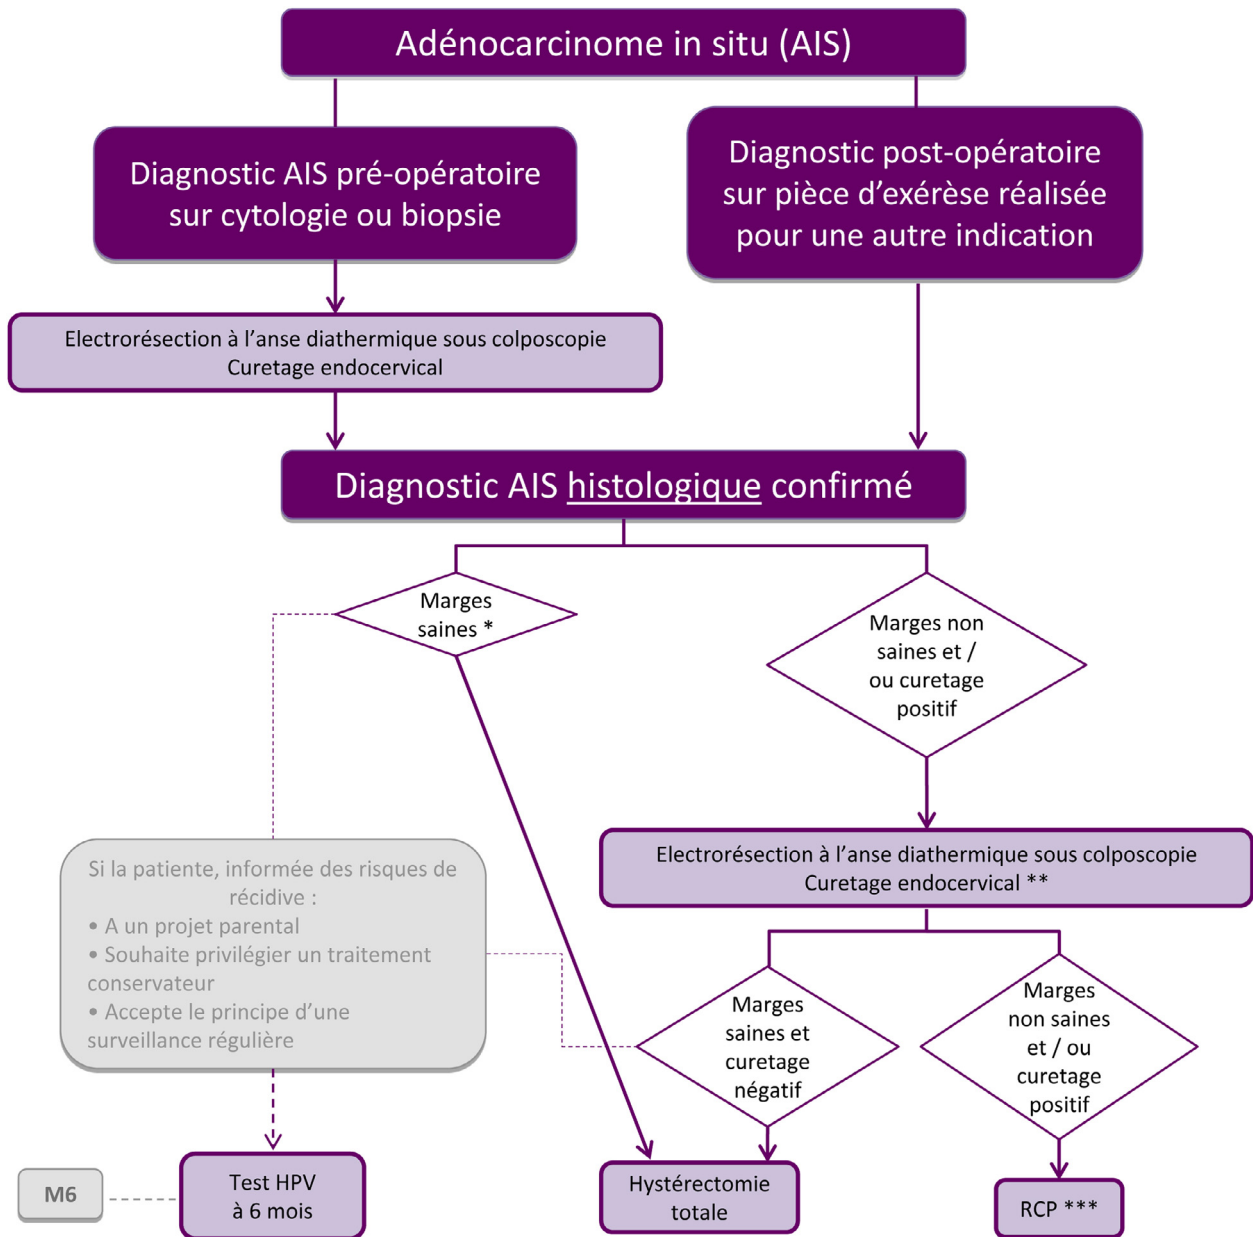 Adénocarcinome in situ (AIS)
Diagnostic AIS pré-opératoire
sur cytologie ou biopsie
Diagnostic post-opératoire
sur pièce d’exérèse réalisée
pour une autre indication
Electrorésection à l’anse diathermique sous colposcopie
Curetage endocervical
Diagnostic AIS histologique confirmé
Marges
saines *
Marges non
saines et /
ou curetage
positif
Electrorésection à l’anse diathermique sous colposcopie
Curetage endocervical **
Si la patiente, informée des risques de
récidive :
• A un projet parental
• Souhaite privilégier un traitement
conservateur
• Accepte le principe d’une
surveillance régulière
Marges
saines et
curetage
négatif
Marges
non saines
et / ou
curetage
positif
M6
Test HPV
à 6 mois
Hystérectomie
totale
RCP ***